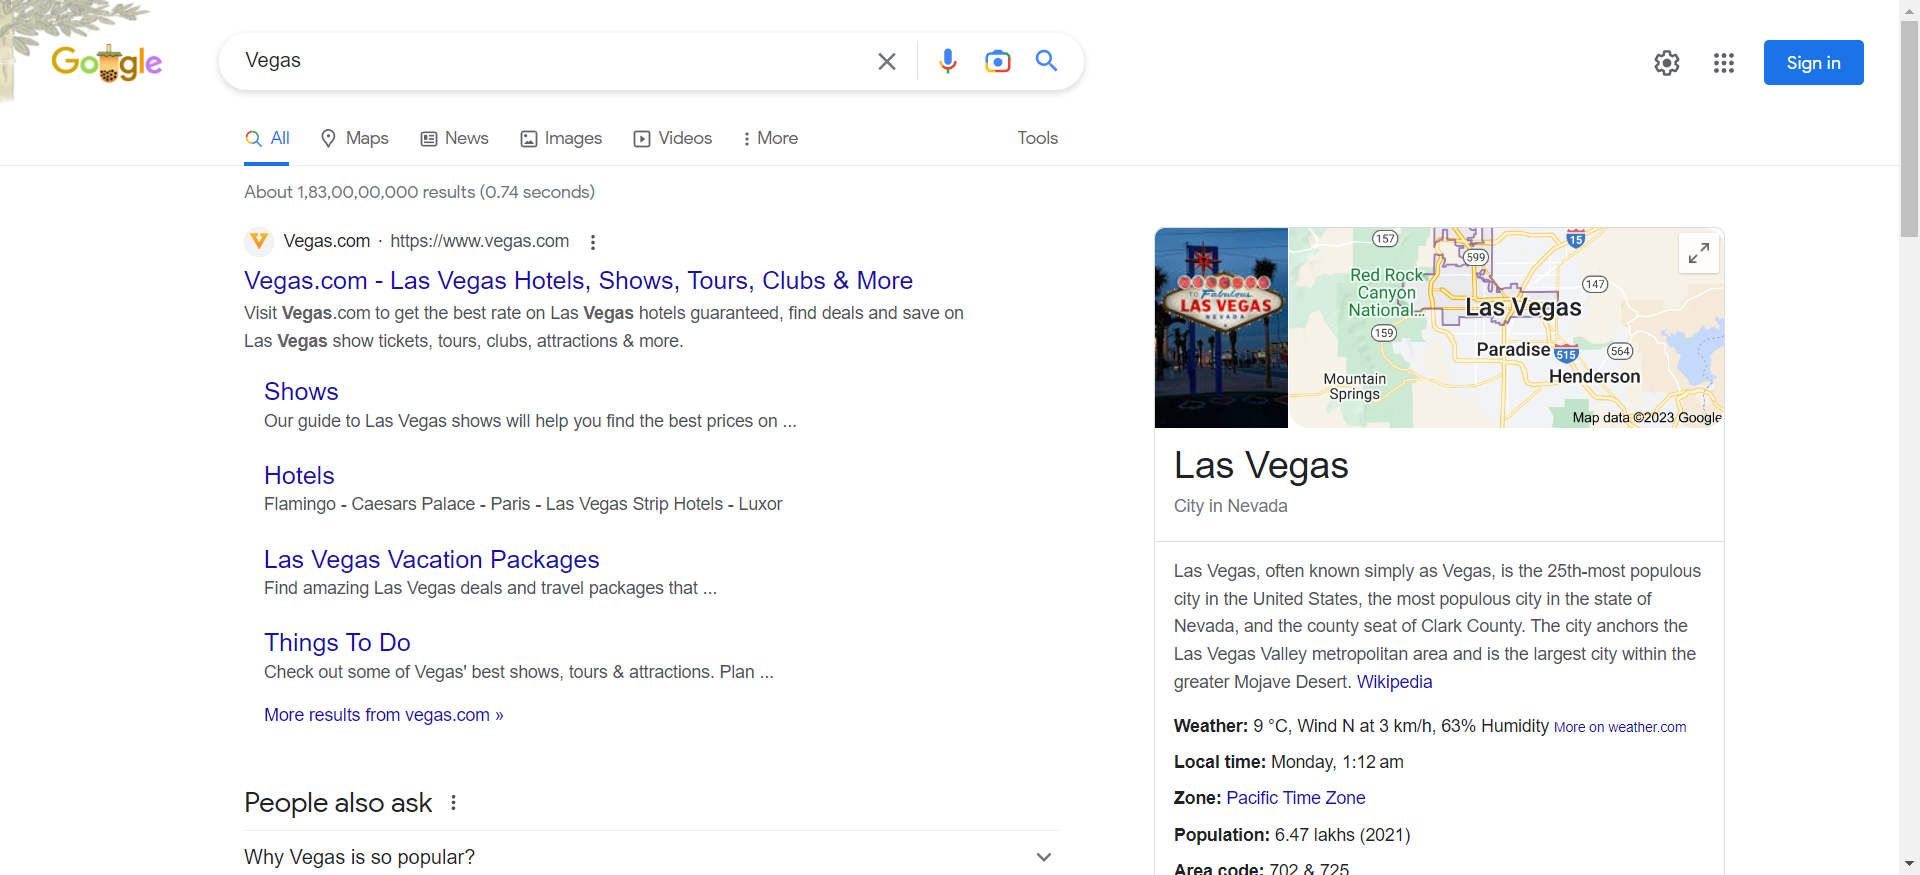 Google
Vegas
Sign in
All
Maps
News
Images
Videos
More
Tools
About 1,83,00,00,000 results (0.74 seconds)
Vegas.com · https://www.vegas.com
Vegas.com - Las Vegas Hotels, Shows, Tours, Clubs & More
Visit Vegas.com to get the best rate on Las Vegas hotels guaranteed, find deals and save on
Las Vegas show tickets, tours, clubs, attractions & more.
Shows
Our guide to Las Vegas shows will help you find the best prices on ...
Hotels
Flamingo - Caesars Palace - Paris - Las Vegas Strip Hotels - Luxor
Las Vegas Vacation Packages
Find amazing Las Vegas deals and travel packages that ...
Things To Do
Check out some of Vegas' best shows, tours & attractions. Plan ...
More results from vegas.com »
People also ask
Why Vegas is so popular?
WELCOME
TO Fabulous
LAS VEGAS
NEVADA
157
15
599
Red Rock
Canyon
National...
147
Las Vegas
159
Paradise
515
564
Mountain
Springs
Henderson
Map data ©2023 Google
Las Vegas
City in Nevada
Las Vegas, often known simply as Vegas, is the 25th-most populous
city in the United States, the most populous city in the state of
Nevada, and the county seat of Clark County. The city anchors the
Las Vegas Valley metropolitan area and is the largest city within the
greater Mojave Desert. Wikipedia
Weather: 9 °C, Wind N at 3 km/h, 63% Humidity More on weather.com
Local time: Monday, 1:12 am
Zone: Pacific Time Zone
Population: 6.47 lakhs (2021)
Area code: 702 & 725